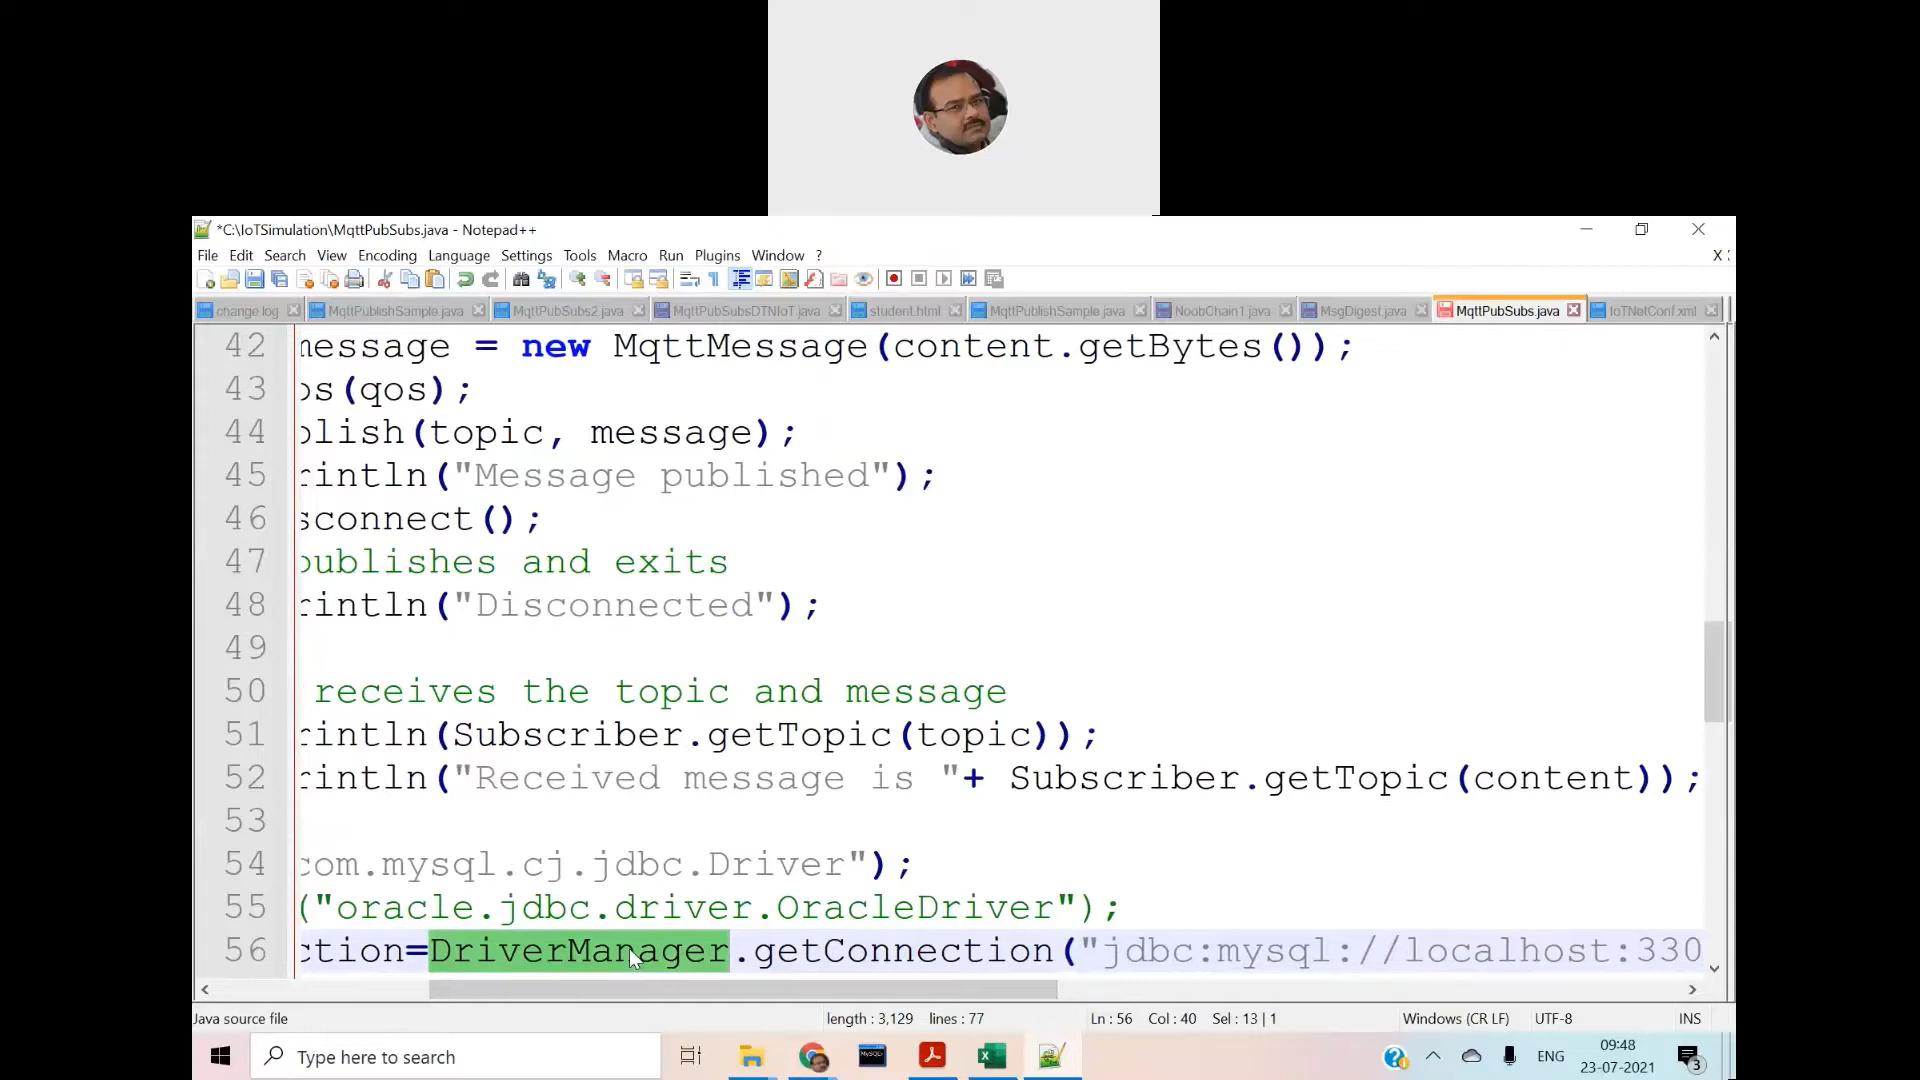 *C:\IoTSimulation\MqttPubSubs.java - Notepad++
File Edit Search View Encoding Language Settings Tools Macro Run Plugins Window ? X
change log MqttPublishSample.java MqttPubSubs2.java MqttPubSubsDTNIoT.java student.html MqttPublishSample.java NoobChain1.java MsgDigest.java MqttPubSubs.java IoTNetConf.xml
42 message = new MqttMessage(content.getBytes());
43 os(qos);
44 blish(topic, message);
45 rintln("Message published");
46 sconnect();
47 publishes and exits
48 rintln("Disconnected");
49
50 receives the topic and message
51 rintln(Subscriber.getTopic(topic));
52 rintln("Received message is "+ Subscriber.getTopic(content));
53
54 com.mysql.cj.jdbc.Driver");
55 ("oracle.jdbc.driver.OracleDriver");
56 ction=DriverManager.getConnection("jdbc:mysql://localhost:330
Java source file length : 3,129 lines : 77 Ln : 56 Col : 40 Sel : 13 | 1 Windows (CR LF) UTF-8 INS
Type here to search ENG 09:48
23-07-2021 3